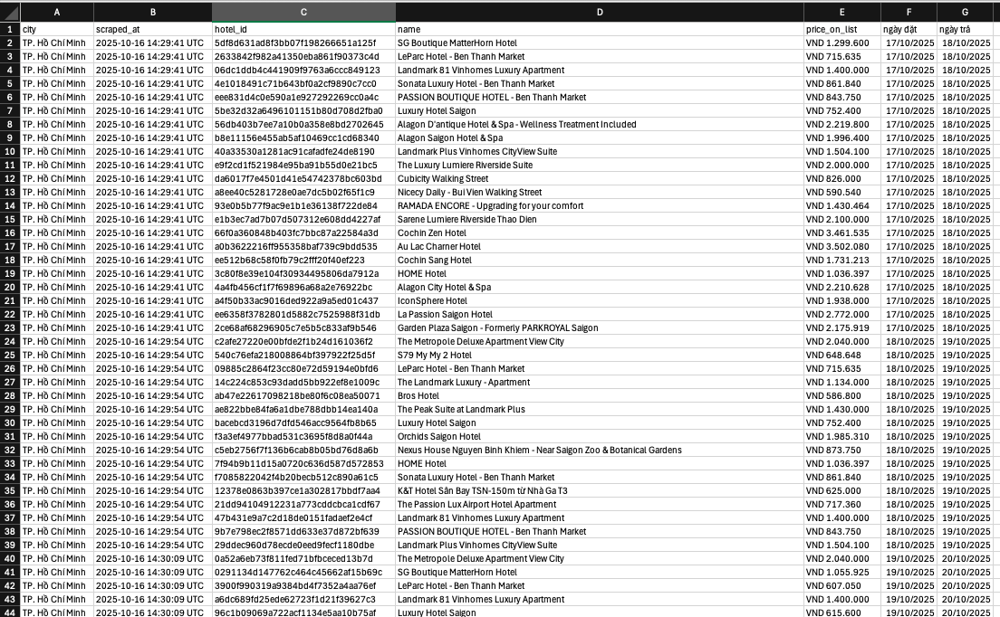 A B C D E F G
1 city scraped_at hotel_id name price_on_list ngày đặt ngày trả
2 TP. Hồ Chí Minh 2025-10-16 14:29:41 UTC 5df8d631ad8f3bb07f198266651a125f SG Boutique MatterHorn Hotel VND 1.299.600 17/10/2025 18/10/2025
3 TP. Hồ Chí Minh 2025-10-16 14:29:41 UTC 2633842f982a41350eba861f90373c4d LeParc Hotel - Ben Thanh Market VND 715.635 17/10/2025 18/10/2025
4 TP. Hồ Chí Minh 2025-10-16 14:29:41 UTC 06dc1ddb4c441909f9763a6ccc849123 Landmark 81 Vinhomes Luxury Apartment VND 1.400.000 17/10/2025 18/10/2025
5 TP. Hồ Chí Minh 2025-10-16 14:29:41 UTC 4e1018491c71b643bf0a2cf9890c7cc0 Sonata Luxury Hotel - Ben Thanh Market VND 861.840 17/10/2025 18/10/2025
6 TP. Hồ Chí Minh 2025-10-16 14:29:41 UTC eee831d4c0e590a1e927292269cc0a4c PASSION BOUTIQUE HOTEL - Ben Thanh Market VND 843.750 17/10/2025 18/10/2025
7 TP. Hồ Chí Minh 2025-10-16 14:29:41 UTC 5be32d32a6496101151b80d708d2fba0 Luxury Hotel Saigon VND 752.400 17/10/2025 18/10/2025
8 TP. Hồ Chí Minh 2025-10-16 14:29:41 UTC 56db403b7ee7a10b0a358e8bd2702645 Alagon D'antique Hotel & Spa - Wellness Treatment Included VND 2.219.800 17/10/2025 18/10/2025
9 TP. Hồ Chí Minh 2025-10-16 14:29:41 UTC b8e11156e455ab5af10469cc1cd68340 Alagon Saigon Hotel & Spa VND 1.996.400 17/10/2025 18/10/2025
10 TP. Hồ Chí Minh 2025-10-16 14:29:41 UTC 40a33530a1281ac91cafadfe24de8190 Landmark Plus Vinhomes CityView Suite VND 1.504.100 17/10/2025 18/10/2025
11 TP. Hồ Chí Minh 2025-10-16 14:29:41 UTC e9f2cd1f521984e95ba91b55d0e21bc5 The Luxury Lumiere Riverside Suite VND 2.000.000 17/10/2025 18/10/2025
12 TP. Hồ Chí Minh 2025-10-16 14:29:41 UTC da6017f7e4501d41e54742378bc603bd Cubicity Walking Street VND 826.000 17/10/2025 18/10/2025
13 TP. Hồ Chí Minh 2025-10-16 14:29:41 UTC a8ee40c5281728e0ae7dc5b02f65f1c9 Nicecy Daily - Bui Vien Walking Street VND 590.540 17/10/2025 18/10/2025
14 TP. Hồ Chí Minh 2025-10-16 14:29:41 UTC 93e0b5b77f9ac9e1b1e36138f722de84 RAMADA ENCORE - Upgrading for your comfort VND 1.430.464 17/10/2025 18/10/2025
15 TP. Hồ Chí Minh 2025-10-16 14:29:41 UTC e1b3ec7ad7b07d507312e608dd4227af Sarene Lumiere Riverside Thao Dien VND 2.100.000 17/10/2025 18/10/2025
16 TP. Hồ Chí Minh 2025-10-16 14:29:41 UTC 66f0a360848b403fc7bbc87a22584a3d Cochin Zen Hotel VND 3.461.535 17/10/2025 18/10/2025
17 TP. Hồ Chí Minh 2025-10-16 14:29:41 UTC a0b3622216ff955358baf739c9bdd535 Au Lac Charner Hotel VND 3.502.080 17/10/2025 18/10/2025
18 TP. Hồ Chí Minh 2025-10-16 14:29:41 UTC ee512b68c58f0fb79c2fff20f40ef223 Cochin Sang Hotel VND 1.731.213 17/10/2025 18/10/2025
19 TP. Hồ Chí Minh 2025-10-16 14:29:41 UTC 3c80f8e39e104f30934495806da7912a HOME Hotel VND 1.036.397 17/10/2025 18/10/2025
20 TP. Hồ Chí Minh 2025-10-16 14:29:41 UTC 4a4fb456cf1f7f69896a68a2e76922bc Alagon City Hotel & Spa VND 2.210.628 17/10/2025 18/10/2025
21 TP. Hồ Chí Minh 2025-10-16 14:29:41 UTC a4f50b33ac9016ded922a9a5ed01c437 IconSphere Hotel VND 1.938.000 17/10/2025 18/10/2025
22 TP. Hồ Chí Minh 2025-10-16 14:29:41 UTC ee6358f3782801d5882c7525988f31db La Passion Saigon Hotel VND 2.772.000 17/10/2025 18/10/2025
23 TP. Hồ Chí Minh 2025-10-16 14:29:41 UTC 2ce68af68296905c7e5b5c833af9b546 Garden Plaza Saigon - Formerly PARKROYAL Saigon VND 2.175.919 17/10/2025 18/10/2025
24 TP. Hồ Chí Minh 2025-10-16 14:29:54 UTC c2afe27220e00bfde2f1b24d161036f2 The Metropole Deluxe Apartment View City VND 2.040.000 18/10/2025 19/10/2025
25 TP. Hồ Chí Minh 2025-10-16 14:29:54 UTC 540c76efa218008864bf397922f25d5f S79 My My 2 Hotel VND 648.648 18/10/2025 19/10/2025
26 TP. Hồ Chí Minh 2025-10-16 14:29:54 UTC 09885c2864f23cc80e72d59194e0bfd6 LeParc Hotel - Ben Thanh Market VND 715.635 18/10/2025 19/10/2025
27 TP. Hồ Chí Minh 2025-10-16 14:29:54 UTC 14c224c853c93dadd5bb922ef8e1009c The Landmark Luxury - Apartment VND 1.134.000 18/10/2025 19/10/2025
28 TP. Hồ Chí Minh 2025-10-16 14:29:54 UTC ab47e22617098218be80f6c08ea50071 Bros Hotel VND 586.800 18/10/2025 19/10/2025
29 TP. Hồ Chí Minh 2025-10-16 14:29:54 UTC ae822bbe84fa6a1dbe788dbb14ea140a The Peak Suite at Landmark Plus VND 1.430.000 18/10/2025 19/10/2025
30 TP. Hồ Chí Minh 2025-10-16 14:29:54 UTC bacebcd3196d7dfd546acc9564fb8b65 Luxury Hotel Saigon VND 752.400 18/10/2025 19/10/2025
31 TP. Hồ Chí Minh 2025-10-16 14:29:54 UTC f3a3ef4977bbad531c3695f8d8a0f44a Orchids Saigon Hotel VND 1.985.310 18/10/2025 19/10/2025
32 TP. Hồ Chí Minh 2025-10-16 14:29:54 UTC c5eb2756f7f136b6cab8b05bd76d8a6b Nexus House Nguyen Binh Khiem - Near Saigon Zoo & Botanical Gardens VND 873.750 18/10/2025 19/10/2025
33 TP. Hồ Chí Minh 2025-10-16 14:29:54 UTC 7f94b9b11d15a0720c636d587d572853 HOME Hotel VND 1.036.397 18/10/2025 19/10/2025
34 TP. Hồ Chí Minh 2025-10-16 14:29:54 UTC f7085822042f4b20becb512c890a61c5 Sonata Luxury Hotel - Ben Thanh Market VND 861.840 18/10/2025 19/10/2025
35 TP. Hồ Chí Minh 2025-10-16 14:29:54 UTC 12378e0863b397ce1a302817bbdf7aa4 K&T Hotel Sân Bay TSN-150m từ Nhà Ga T3 VND 625.000 18/10/2025 19/10/2025
36 TP. Hồ Chí Minh 2025-10-16 14:29:54 UTC 21dd94104912231a773cddcbca1cdf67 The Passion Lux Airport Hotel Apartment VND 717.360 18/10/2025 19/10/2025
37 TP. Hồ Chí Minh 2025-10-16 14:29:54 UTC 47b431e9a7c2d18de0151fadaef2e4cf Landmark 81 Vinhomes Luxury Apartment VND 1.400.000 18/10/2025 19/10/2025
38 TP. Hồ Chí Minh 2025-10-16 14:29:54 UTC 9b7e798ec2f8571dd633e37d872bf639 PASSION BOUTIQUE HOTEL - Ben Thanh Market VND 843.750 18/10/2025 19/10/2025
39 TP. Hồ Chí Minh 2025-10-16 14:29:54 UTC 29ddec960d78ecde0eed9fecf1180dbe Landmark Plus Vinhomes CityView Suite VND 1.504.100 18/10/2025 19/10/2025
40 TP. Hồ Chí Minh 2025-10-16 14:30:09 UTC 0a52a6eb73f811fed71bfbceced13b7d The Metropole Deluxe Apartment View City VND 2.040.000 19/10/2025 20/10/2025
41 TP. Hồ Chí Minh 2025-10-16 14:30:09 UTC 0291134d147762c464c45662af15b69c SG Boutique MatterHorn Hotel VND 1.055.925 19/10/2025 20/10/2025
42 TP. Hồ Chí Minh 2025-10-16 14:30:09 UTC 3900f990319a9384bd4f7352a4aa76ef LeParc Hotel - Ben Thanh Market VND 607.050 19/10/2025 20/10/2025
43 TP. Hồ Chí Minh 2025-10-16 14:30:09 UTC a6dc689fd25ede62723f1d21f39627c3 Landmark 81 Vinhomes Luxury Apartment VND 1.400.000 19/10/2025 20/10/2025
44 TP. Hồ Chí Minh 2025-10-16 14:30:09 UTC 96c1b09069a722acf1134e5aa10b75af Luxury Hotel Saigon VND 615.600 19/10/2025 20/10/2025